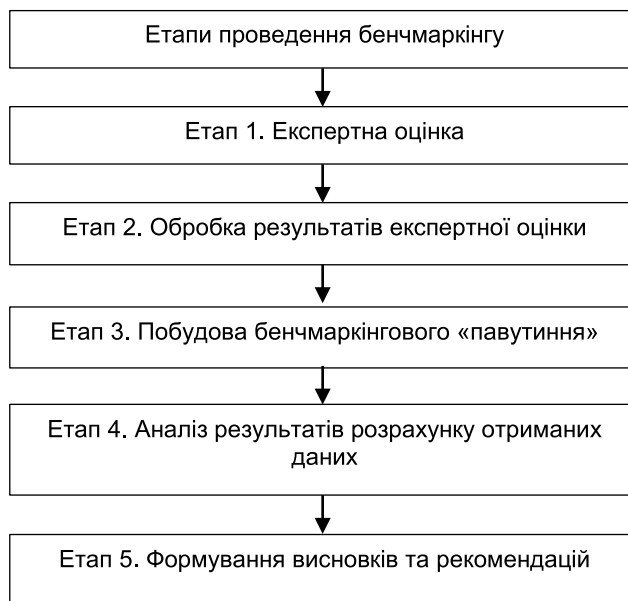 Етапи проведення бенчмаркінгу
Етап 1. Експертна оцінка
Етап 2. Обробка результатів експертної оцінки
Етап 3. Побудова бенчмаркінгового «павутиння»
Етап 4. Аналіз результатів розрахунку отриманих
даних
Етап 5. Формування висновків та рекомендацій